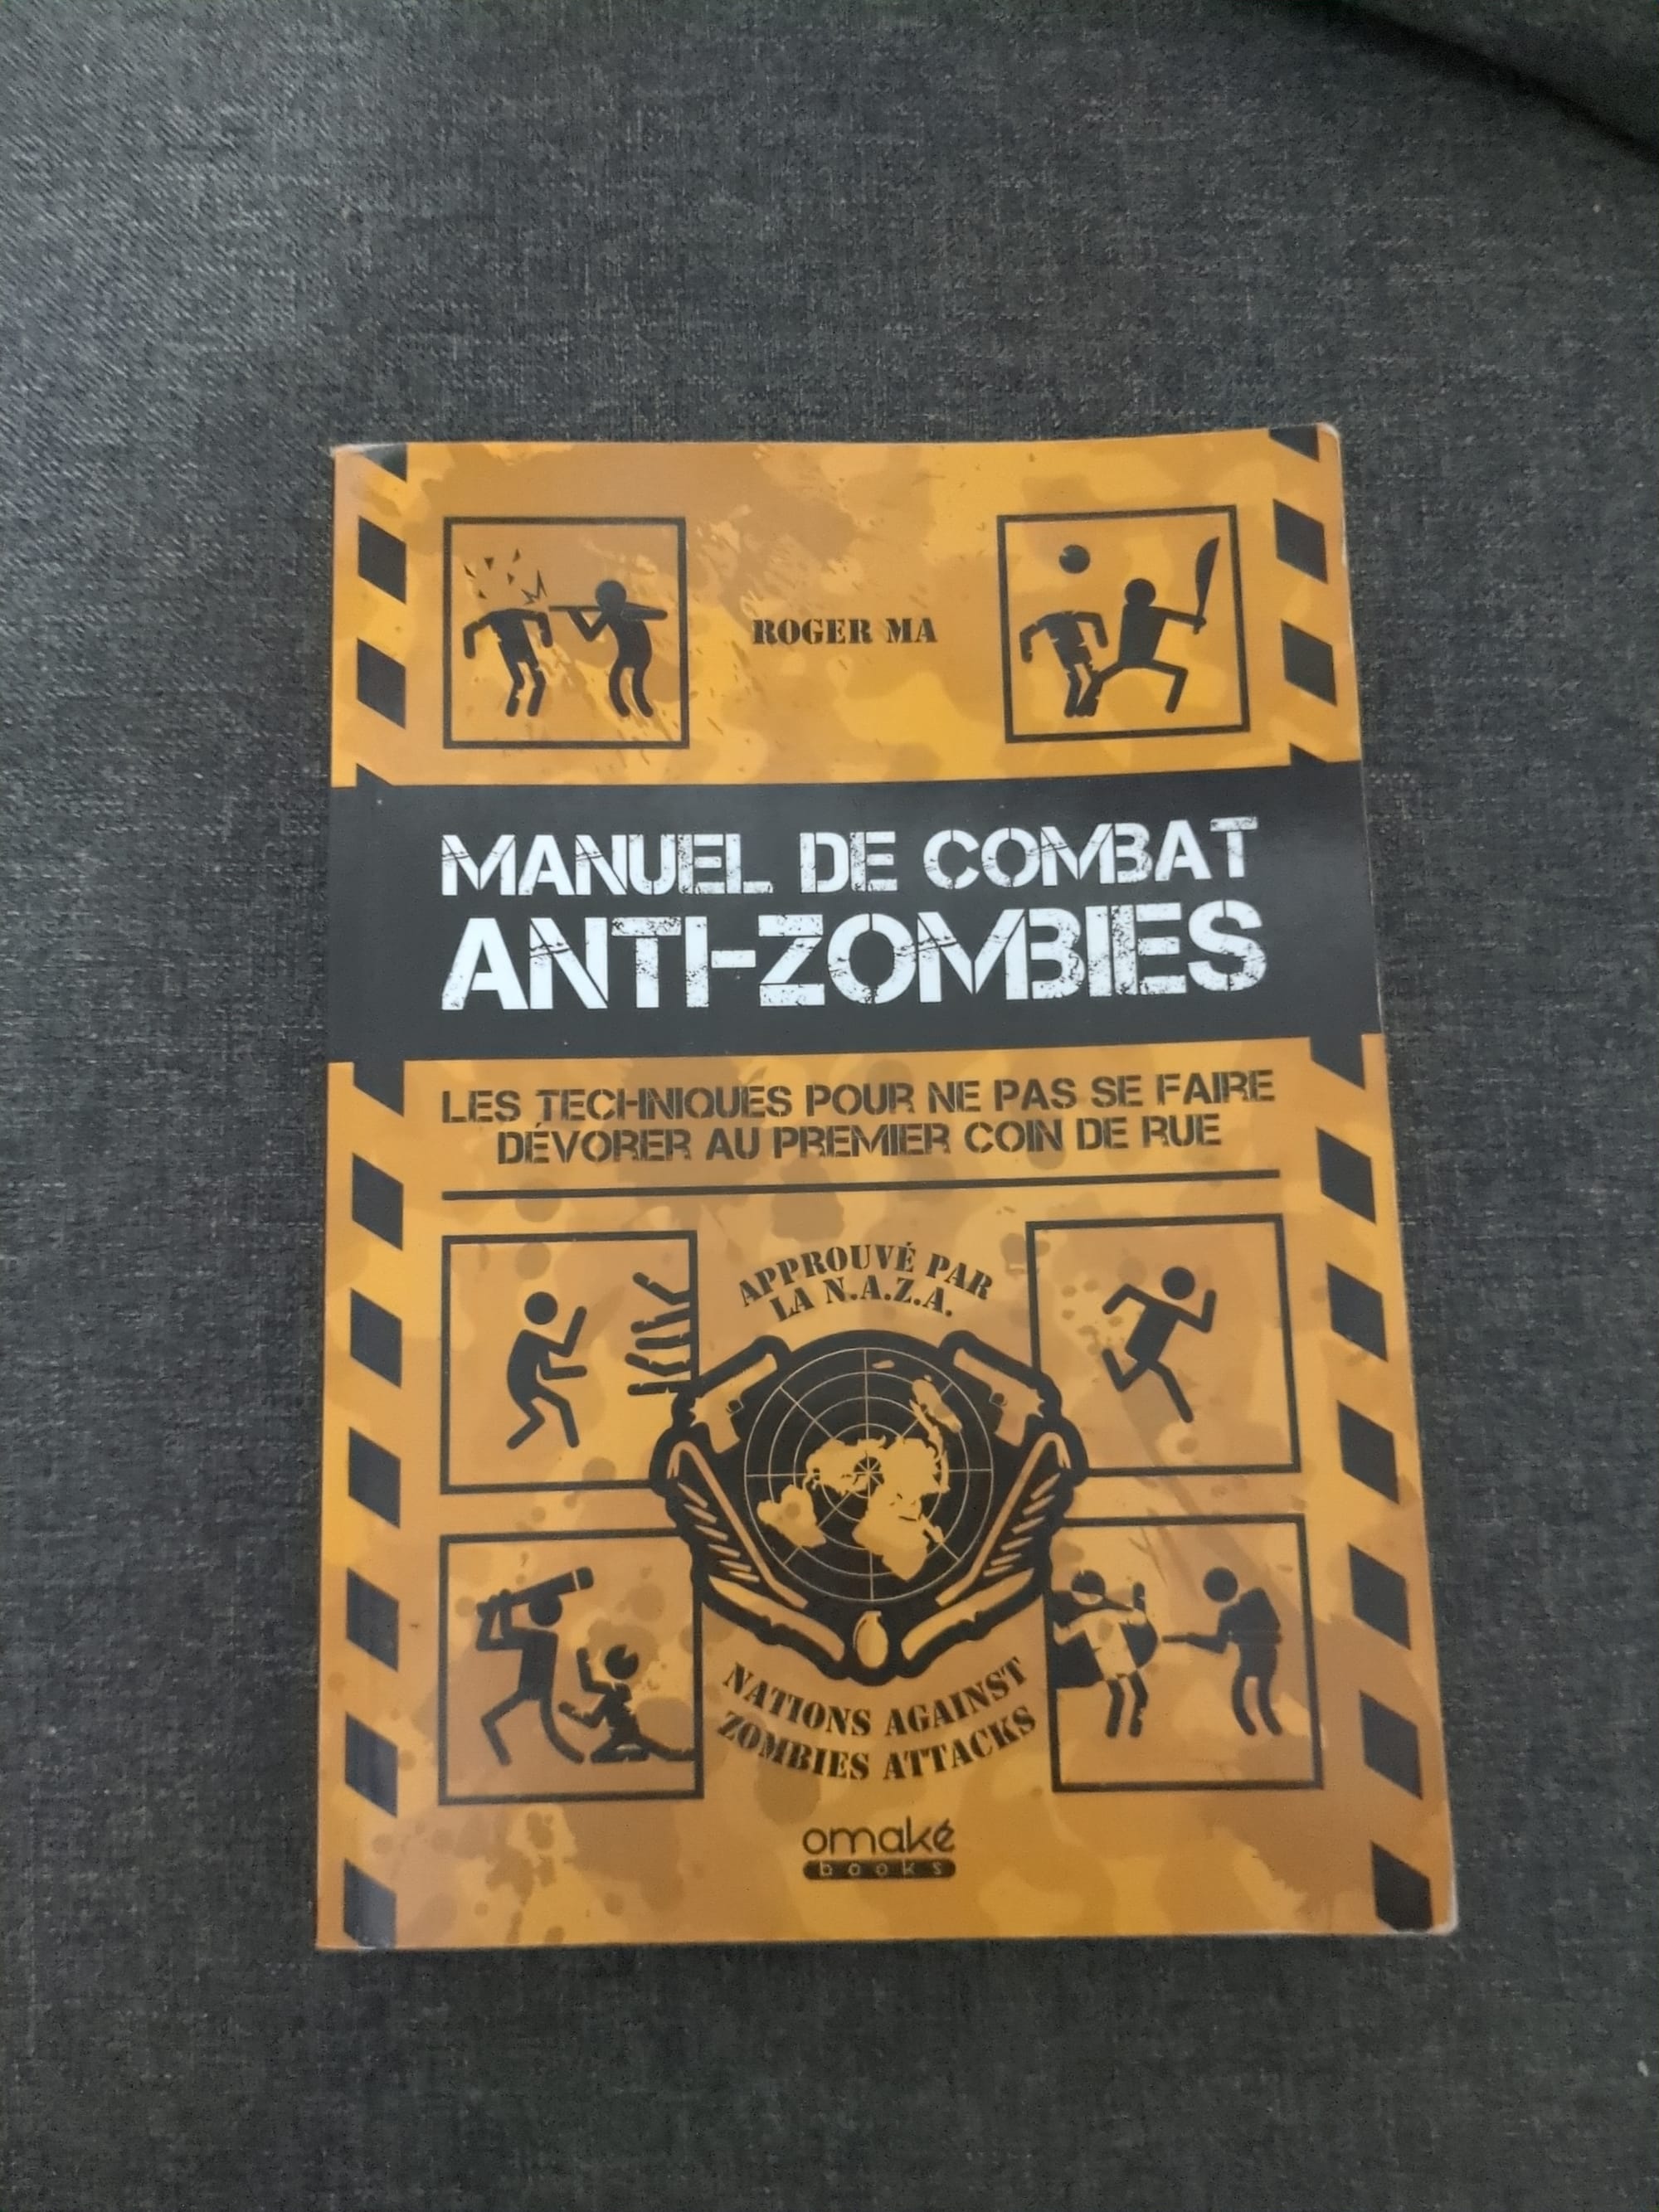 ROGER MA
MANUEL DE COMBAT
ANTI-ZOMBIES
LES TECHNIQUES POUR NE PAS SE FAIRE
DÉVORER AU PREMIER COIN DE RUE
APPROUVÉ PAR
LA N.A.Z.A.
NATIONS AGAINST
ZOMBIES ATTACKS
omaké
books